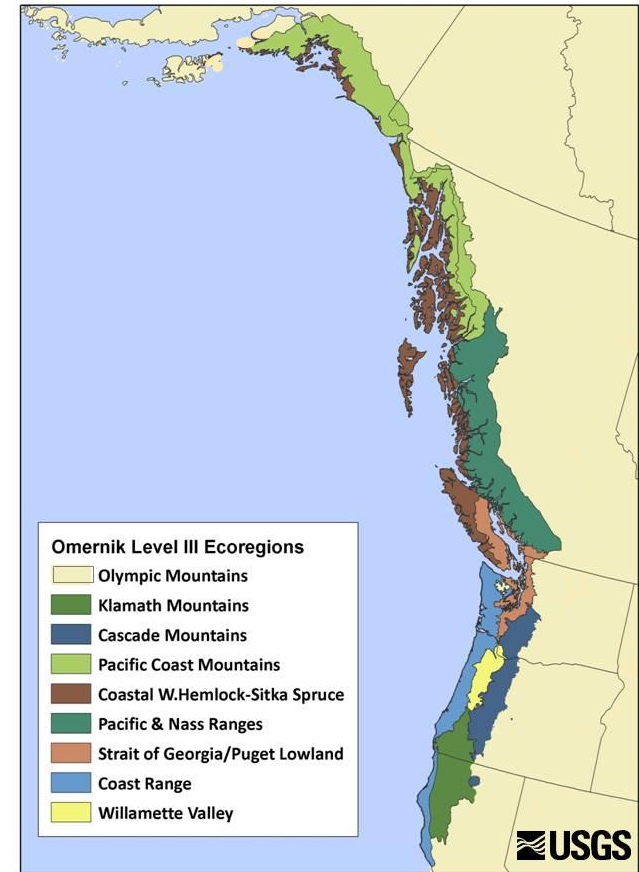 Omernik Level III Ecoregions
Olympic Mountains
Klamath Mountains
Cascade Mountains
Pacific Coast Mountains
Coastal W.Hemlock-Sitka Spruce
Pacific & Nass Ranges
Strait of Georgia/Puget Lowland
Coast Range
Willamette Valley
USGS